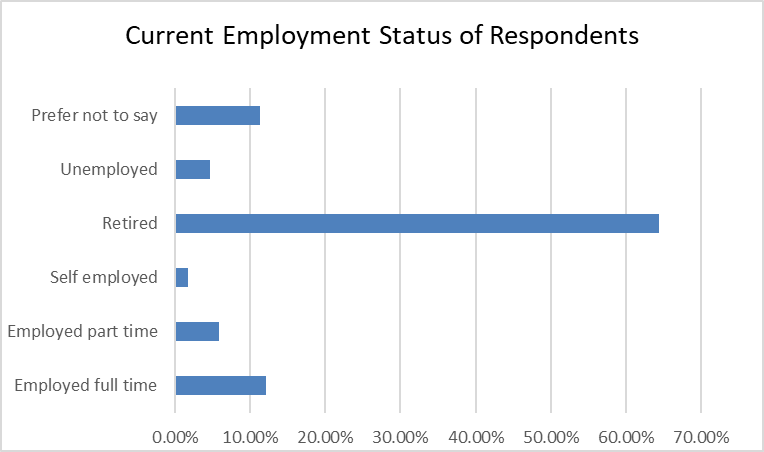 Current Employment Status of Respondents
Prefer not to say
Unemployed
Retired
Self employed
Employed part time
Employed full time
0.00% 10.00% 20.00% 30.00% 40.00% 50.00% 60.00% 70.00%